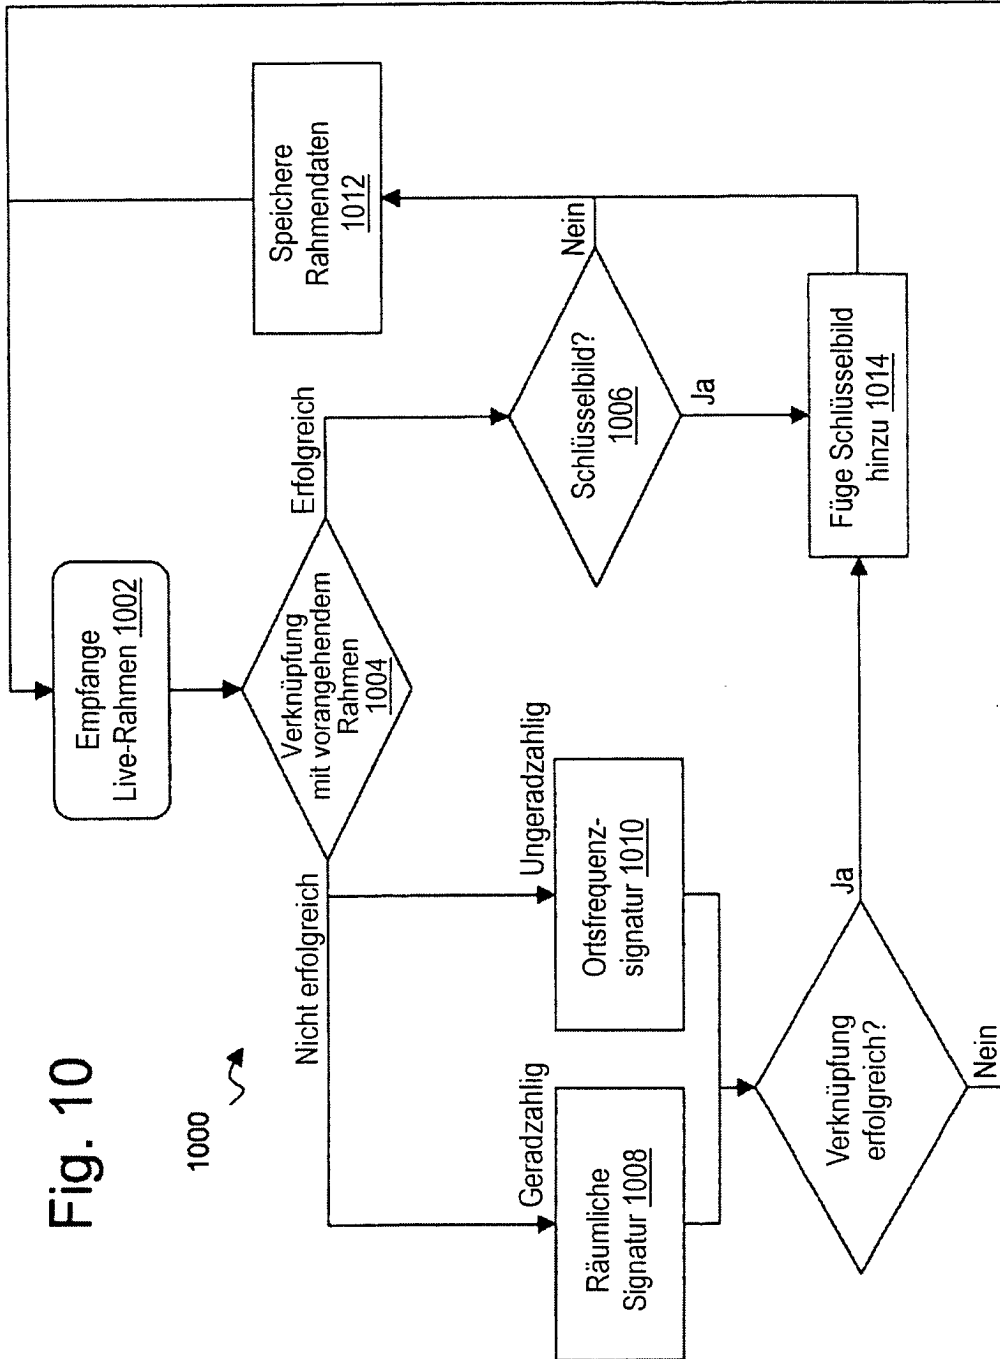 Fig. 10
1000
Empfange
Live-Rahmen 1002
Verknüpfung
mit vorangehendem
Rahmen
1004
Nicht erfolgreich
Erfolgreich
Geradzahlig
Ungeradzahlig
Räumliche
Signatur 1008
Ortsfrequenz-
signatur 1010
Schlüsselbild?
1006
Nein
Ja
Speichere
Rahmendaten
1012
Verknüpfung
erfolgreich?
Ja
Nein
Füge Schlüsselbild
hinzu 1014